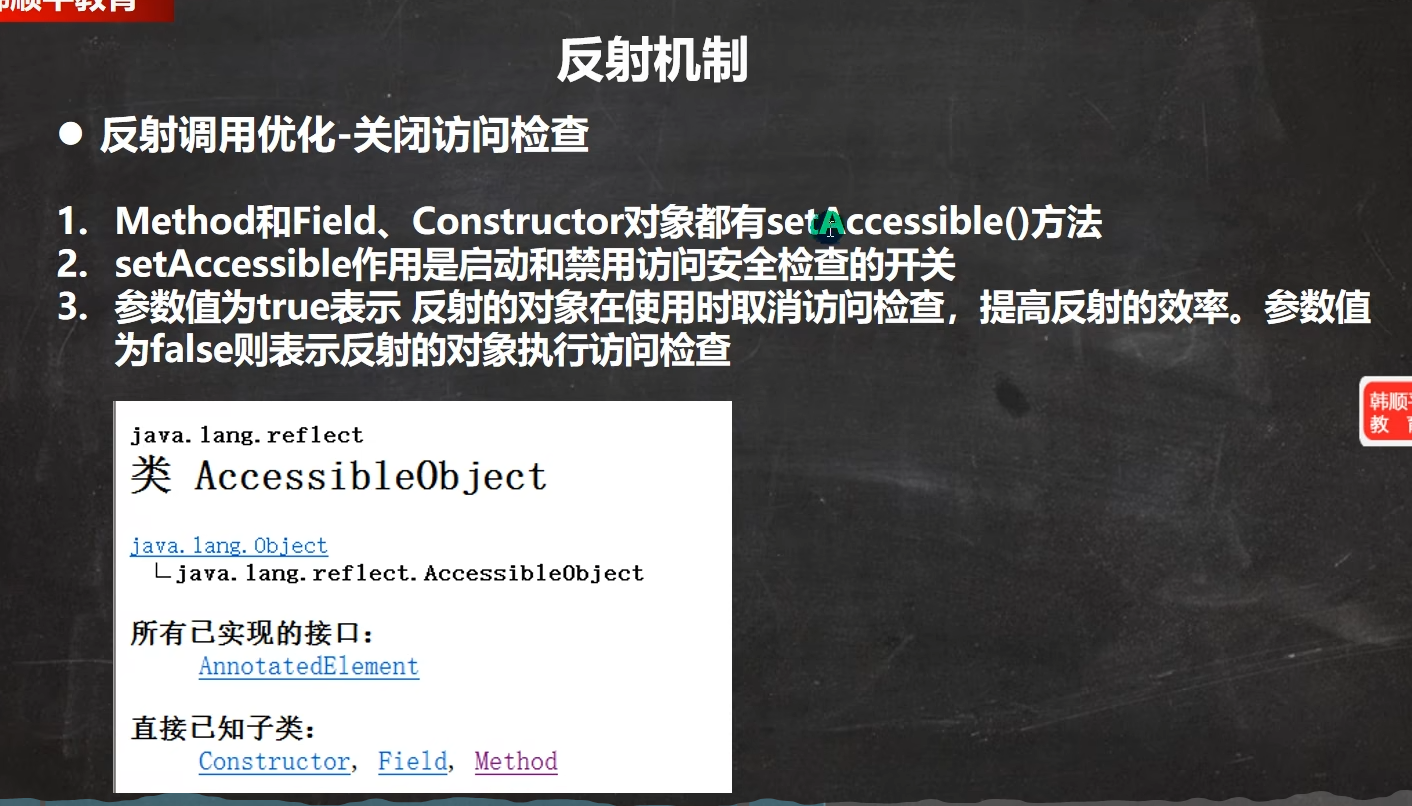 韩顺平教育
反射机制
● 反射调用优化-关闭访问检查
1. Method和Field、Constructor对象都有setAccessible()方法
2. setAccessible作用是启动和禁用访问安全检查的开关
3. 参数值为true表示 反射的对象在使用时取消访问检查，提高反射的效率。参数值
为false则表示反射的对象执行访问检查
韩顺平
教 育
java.lang.reflect
类 AccessibleObject
java.lang.Object
java.lang.reflect.AccessibleObject
所有已实现的接口：
AnnotatedElement
直接已知子类：
Constructor, Field, Method